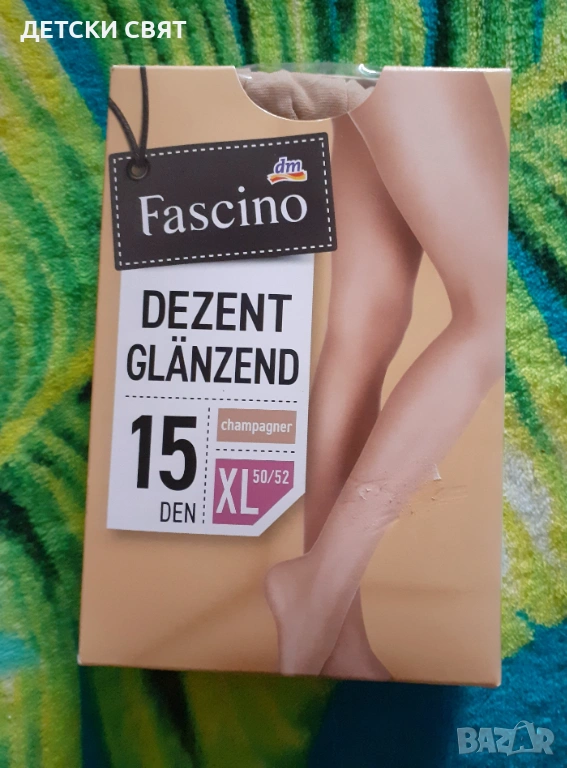 ДЕТСКИ СВЯТ
dm
Fascino
DEZENT
GLÄNZEND
15
DEN
champagner
XL 50/52
BAZAR